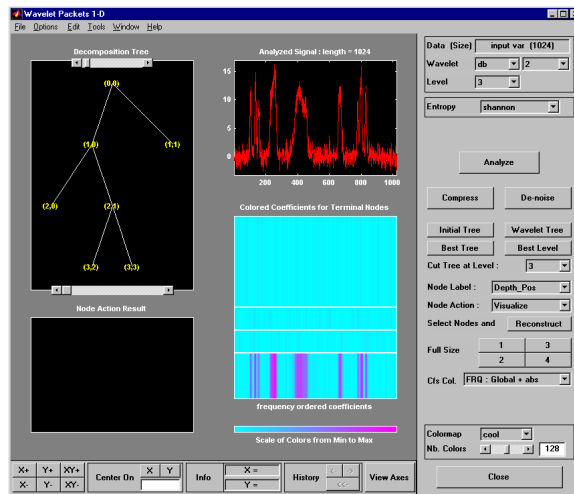 Wavelet Packets 1-D
File Options Edit Tools Window Help
Decomposition Tree
(0,0)
(1,0) (1,1)
(2,0) (2,1)
(3,2) (3,3)
Node Action Result
Analyzed Signal : length = 1024
15
10
5
0
200 400 600 800 1000
Colored Coefficients for Terminal Nodes
frequency ordered coefficients
Scale of Colors from Min to Max
Data (Size) input var (1024)
Wavelet db 2
Level 3
Entropy shannon
Analyze
Compress De-noise
Initial Tree Wavelet Tree
Best Tree Best Level
Cut Tree at Level : 3
Node Label : Depth_Pos
Node Action : Visualize
Select Nodes and Reconstruct
Full Size 1 3
2 4
Cfs Col. FRQ : Global + abs
Colormap cool
Nb. Colors 128
Close
X+ Y+ XY+
X- Y- XY-
Center On X Y
Info X =
Y =
History <- ->
<<-
View Axes